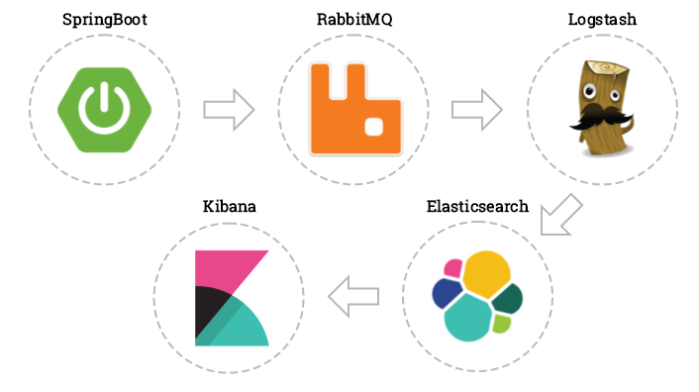 SpringBoot
RabbitMQ
Logstash
Kibana
Elasticsearch